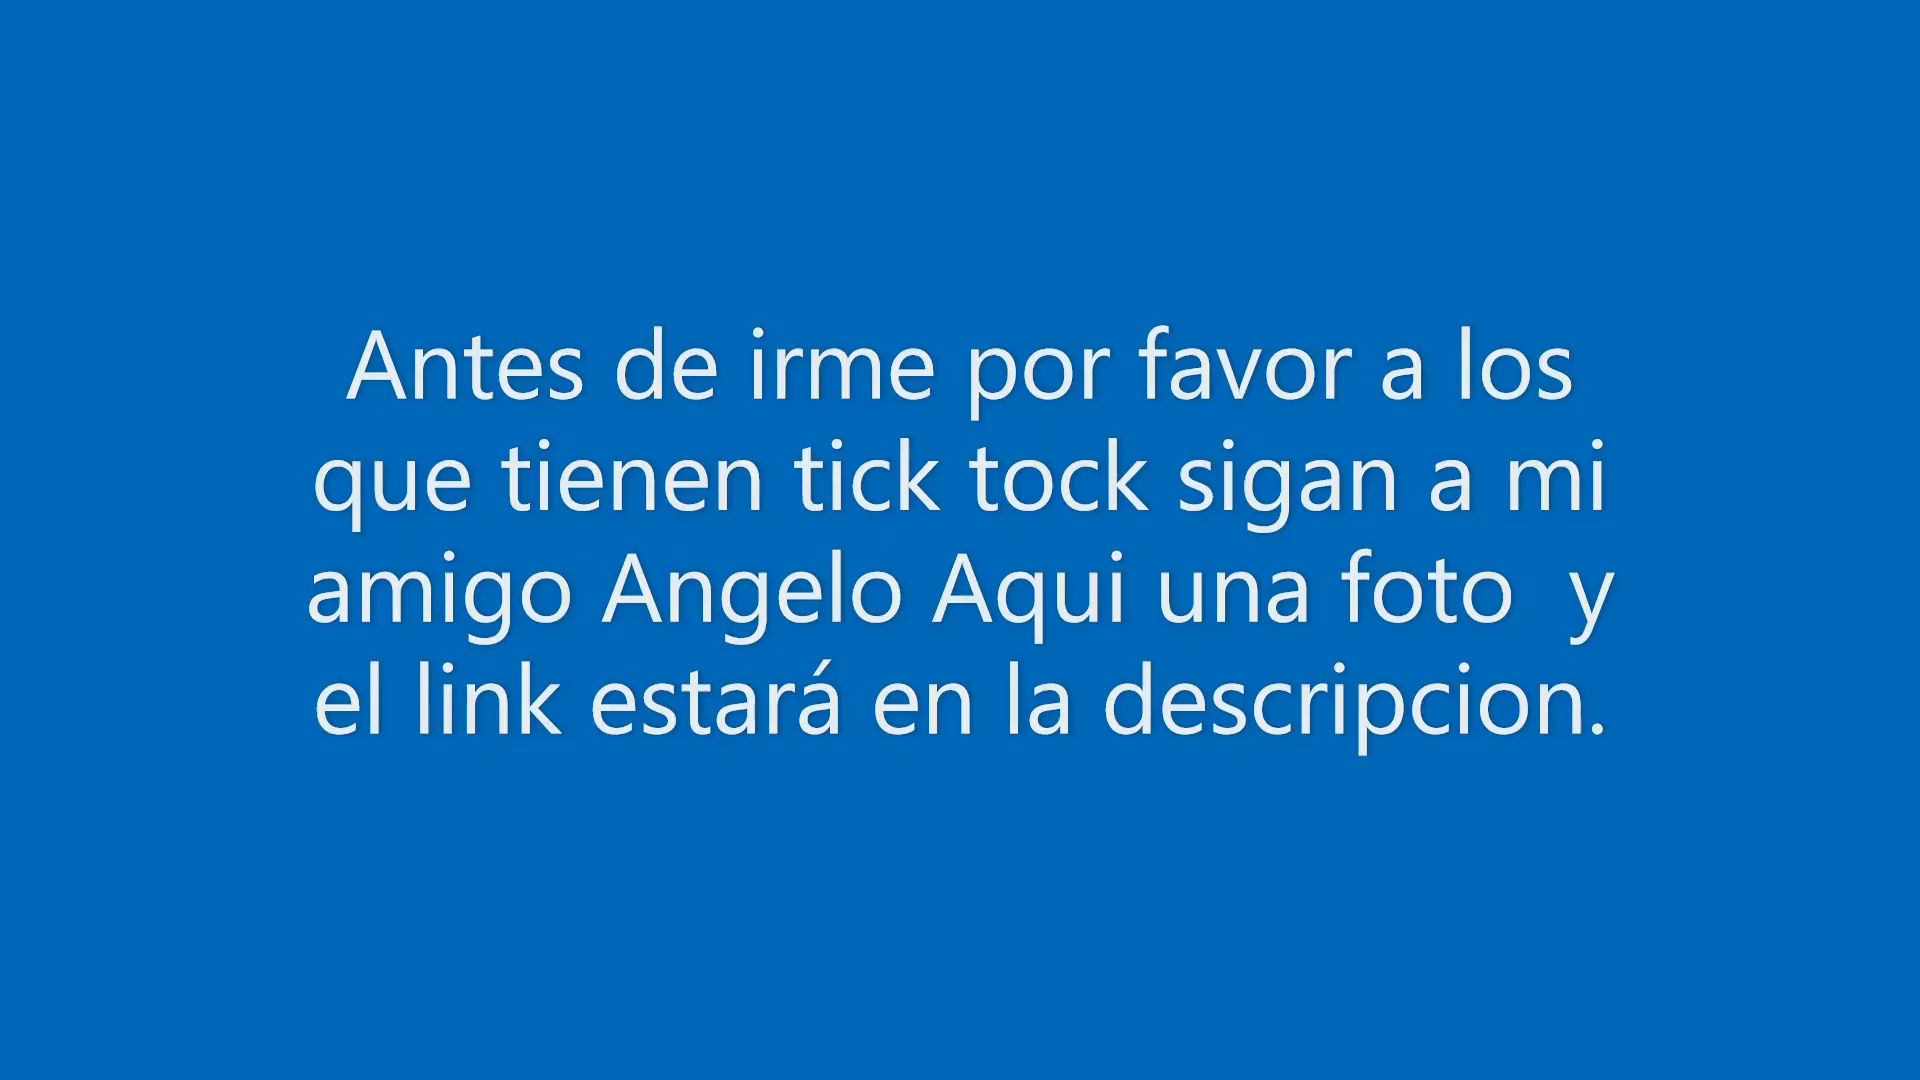 Antes de irme por favor a los
que tienen tick tock sigan a mi
amigo Angelo Aqui una foto  y
el link estará en la descripcion.